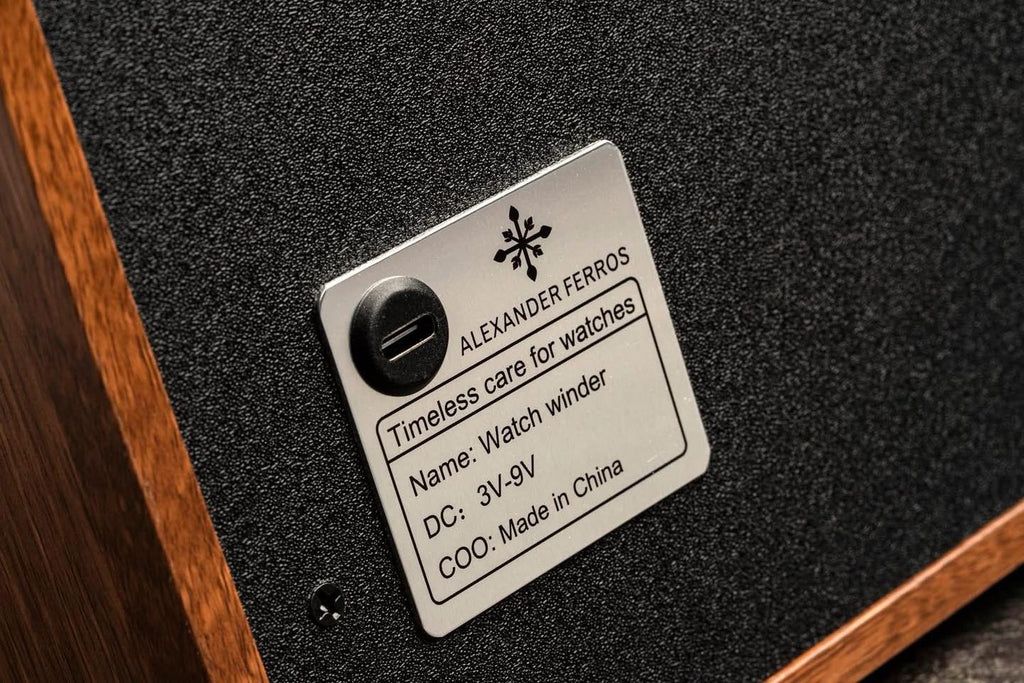 ALEXANDER FERROS
Timeless care for watches
Name: Watch winder
DC: 3V-9V
COO: Made in China